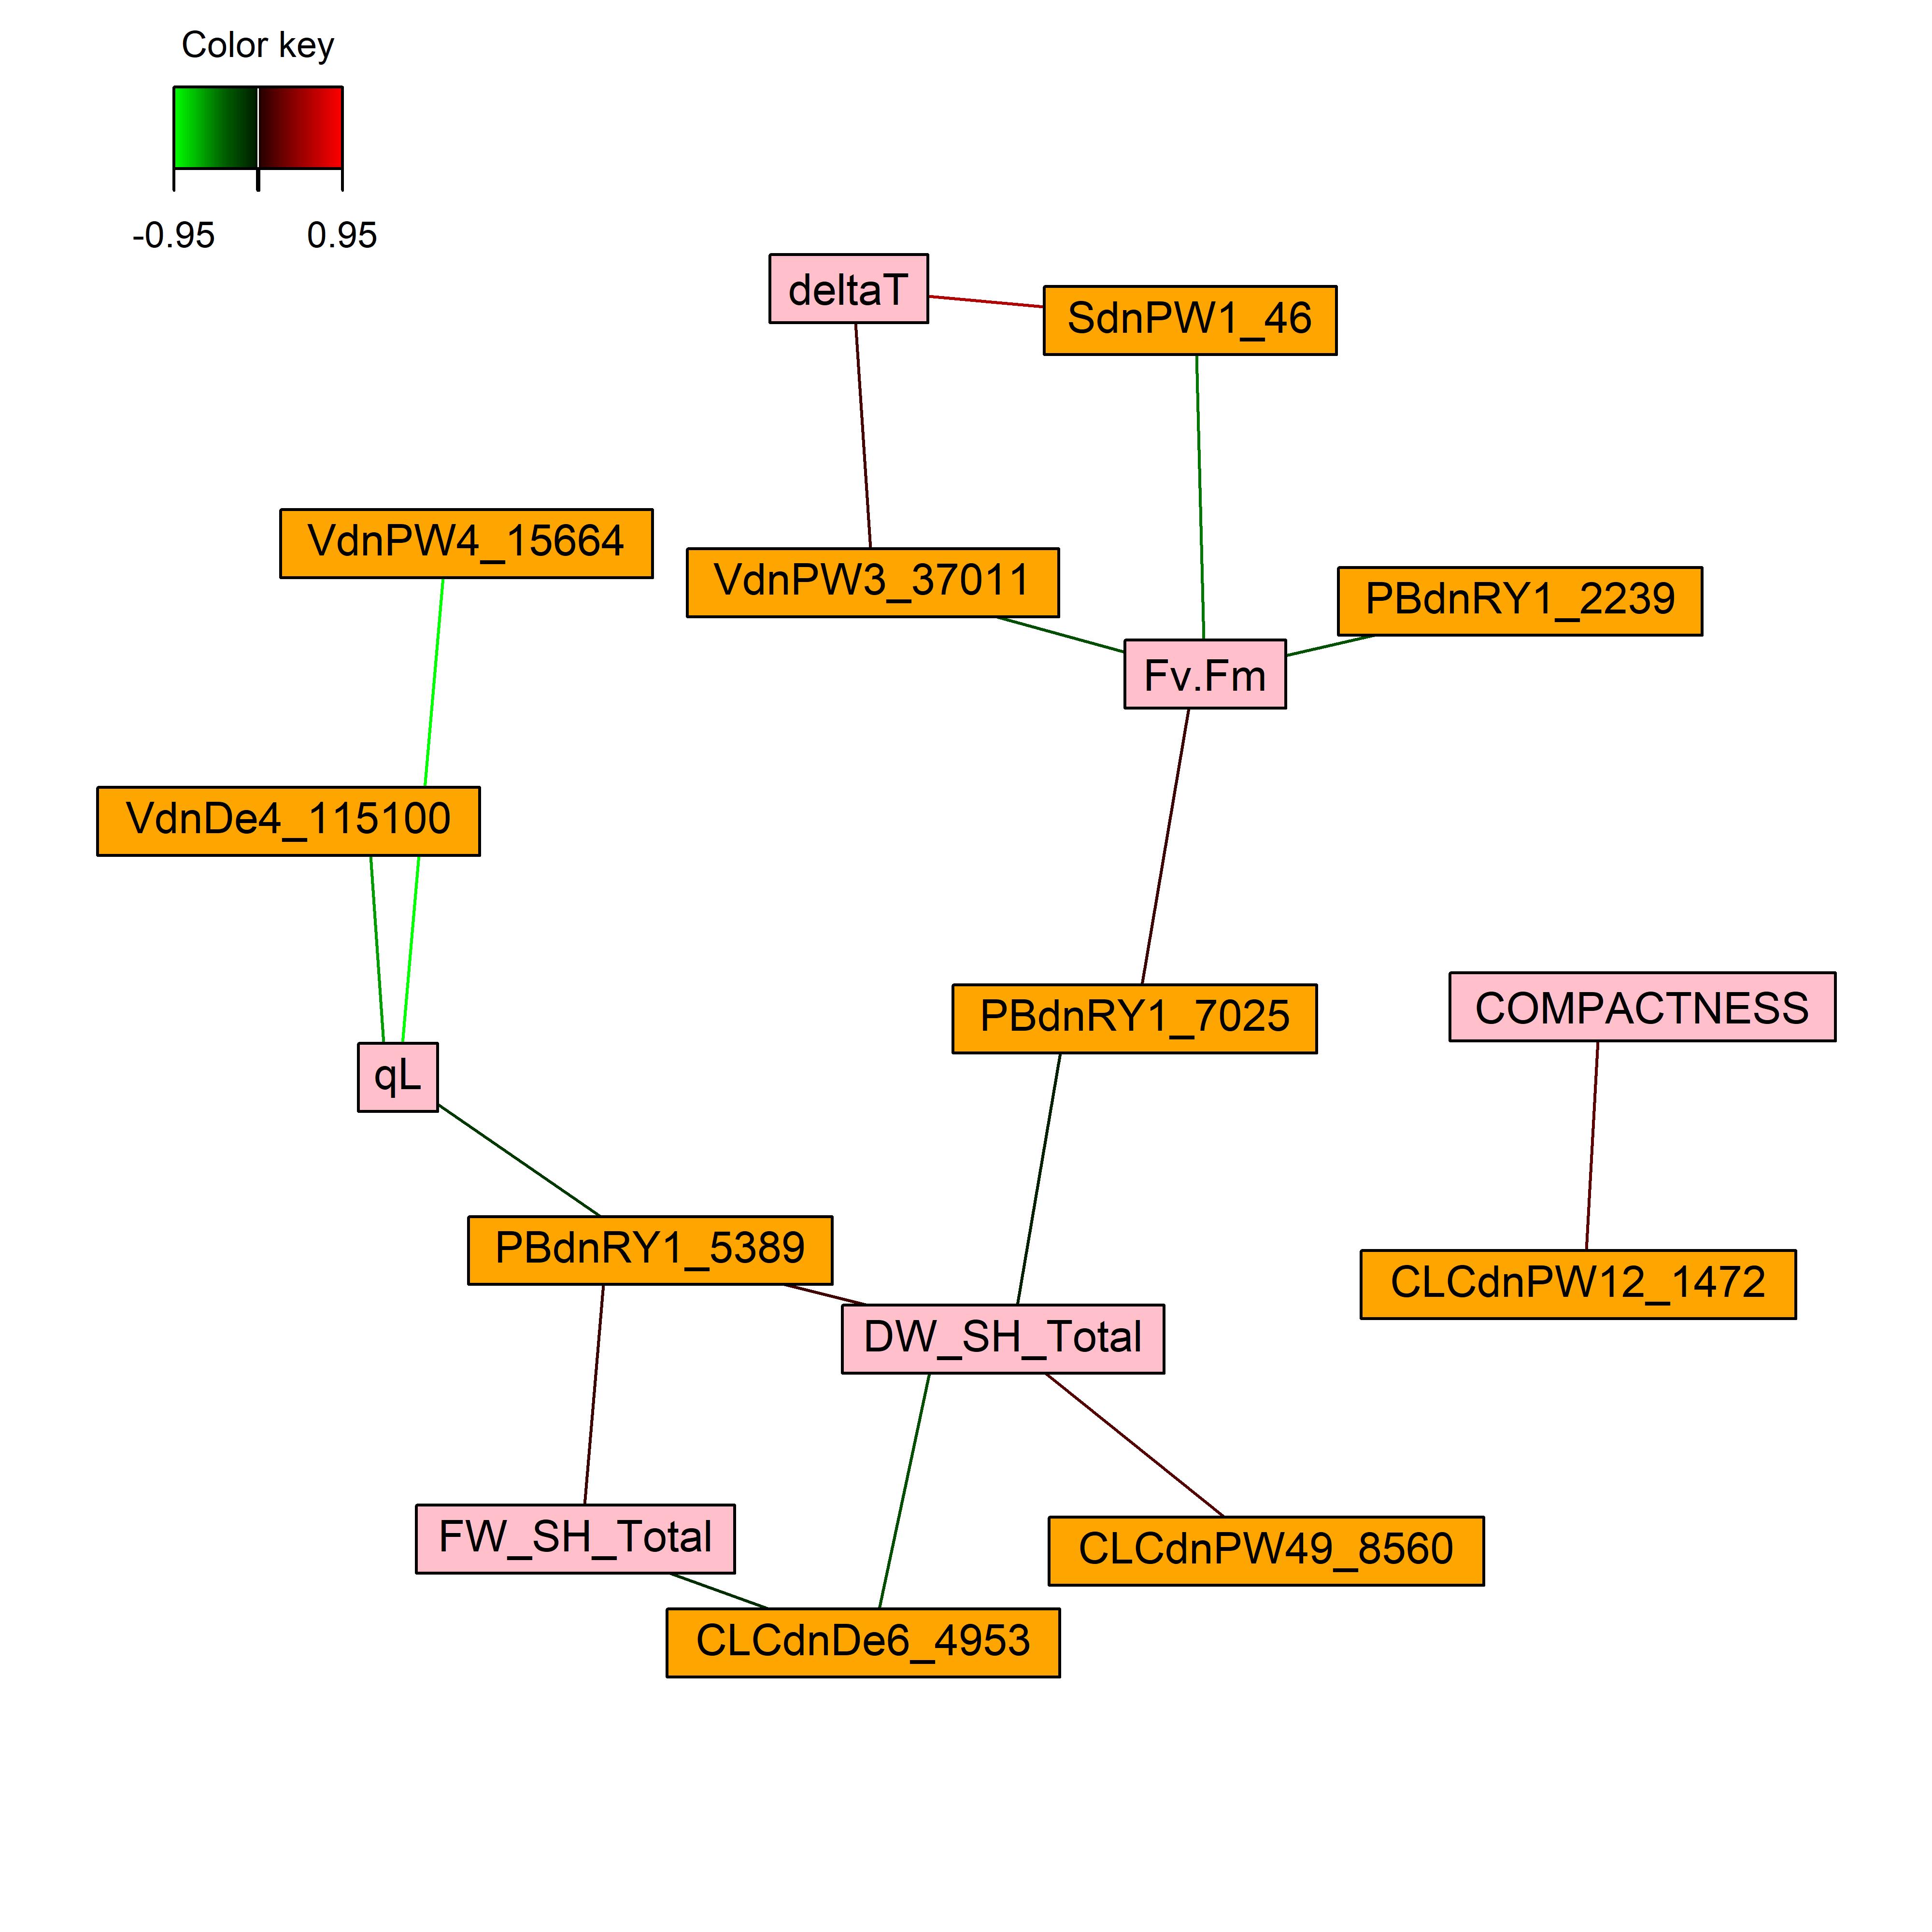 Color key
-0.95 0.95
deltaT
SdnPW1_46
VdnPW4_15664
VdnPW3_37011
PBdnRY1_2239
Fv.Fm
VdnDe4_115100
PBdnRY1_7025
COMPACTNESS
qL
PBdnRY1_5389
CLCdnPW12_1472
DW_SH_Total
FW_SH_Total
CLCdnPW49_8560
CLCdnDe6_4953